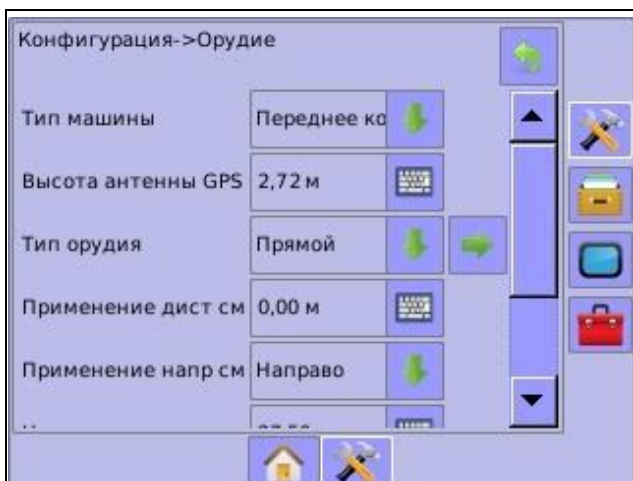 Конфигурация->Орудие
Тип машины Переднее ко
Высота антенны GPS 2,72 м
Тип орудия Прямой
Применение дист см 0,00 м
Применение напр см Направо